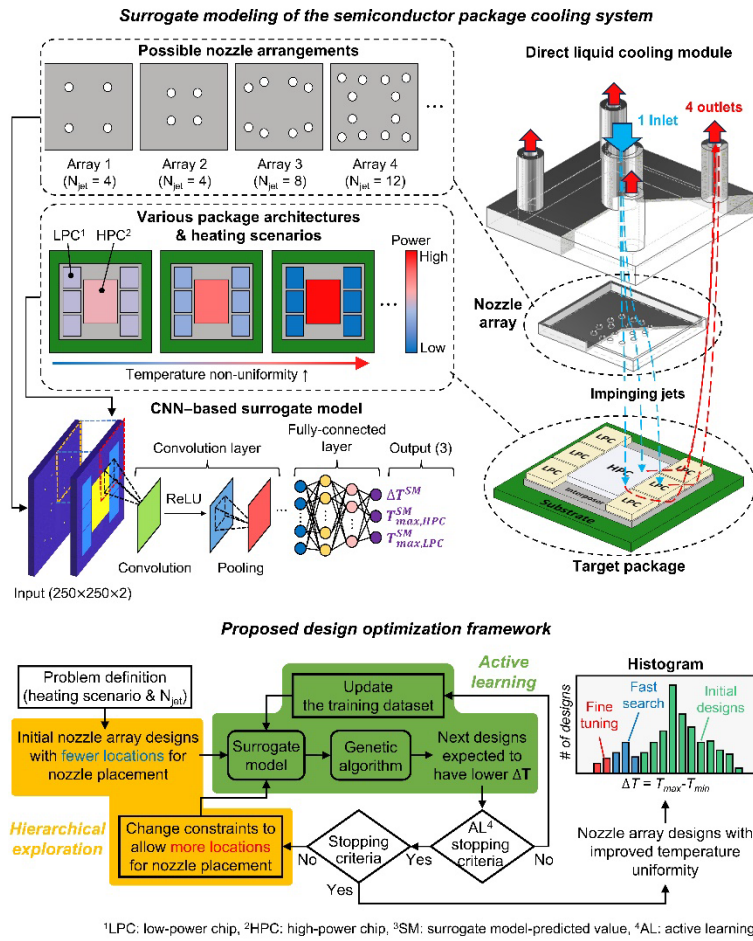 Surrogate modeling of the semiconductor package cooling system
Possible nozzle arrangements
Array 1
(Njet = 4)
Array 2
(Njet = 4)
Array 3
(Njet = 8)
Array 4
(Njet = 12)
...
Direct liquid cooling module
1 Inlet
4 outlets
Various package architectures
& heating scenarios
LPC¹
HPC²
Power
High
Low
...
Temperature non-uniformity ↑
Nozzle
array
Impinging jets
CNN–based surrogate model
Convolution layer
Fully-connected
layer
Output (3)
ReLU
...
ΔT^SM
T^SM_max,HPC
T^SM_max,LPC
Convolution
Pooling
Input (250×250×2)
LPC
LPC
LPC
HPC
LPC
LPC
LPC
Interposer
Substrate
Target package
Proposed design optimization framework
Problem definition
(heating scenario & Njet)
Initial nozzle array designs
with fewer locations for
nozzle placement
Hierarchical
exploration
Change constraints to
allow more locations
for nozzle placement
Active
learning
Update
the training dataset
Surrogate
model
Genetic
algorithm
Next designs
expected to
have lower ΔT
AL⁴
stopping
criteria
No
Yes
Stopping
criteria
No
Yes
Histogram
# of designs
Fine
tuning
Fast
search
Initial
designs
ΔT = Tmax-Tmin
Nozzle array designs with
improved temperature
uniformity
¹LPC: low-power chip, ²HPC: high-power chip, ³SM: surrogate model-predicted value, ⁴AL: active learning